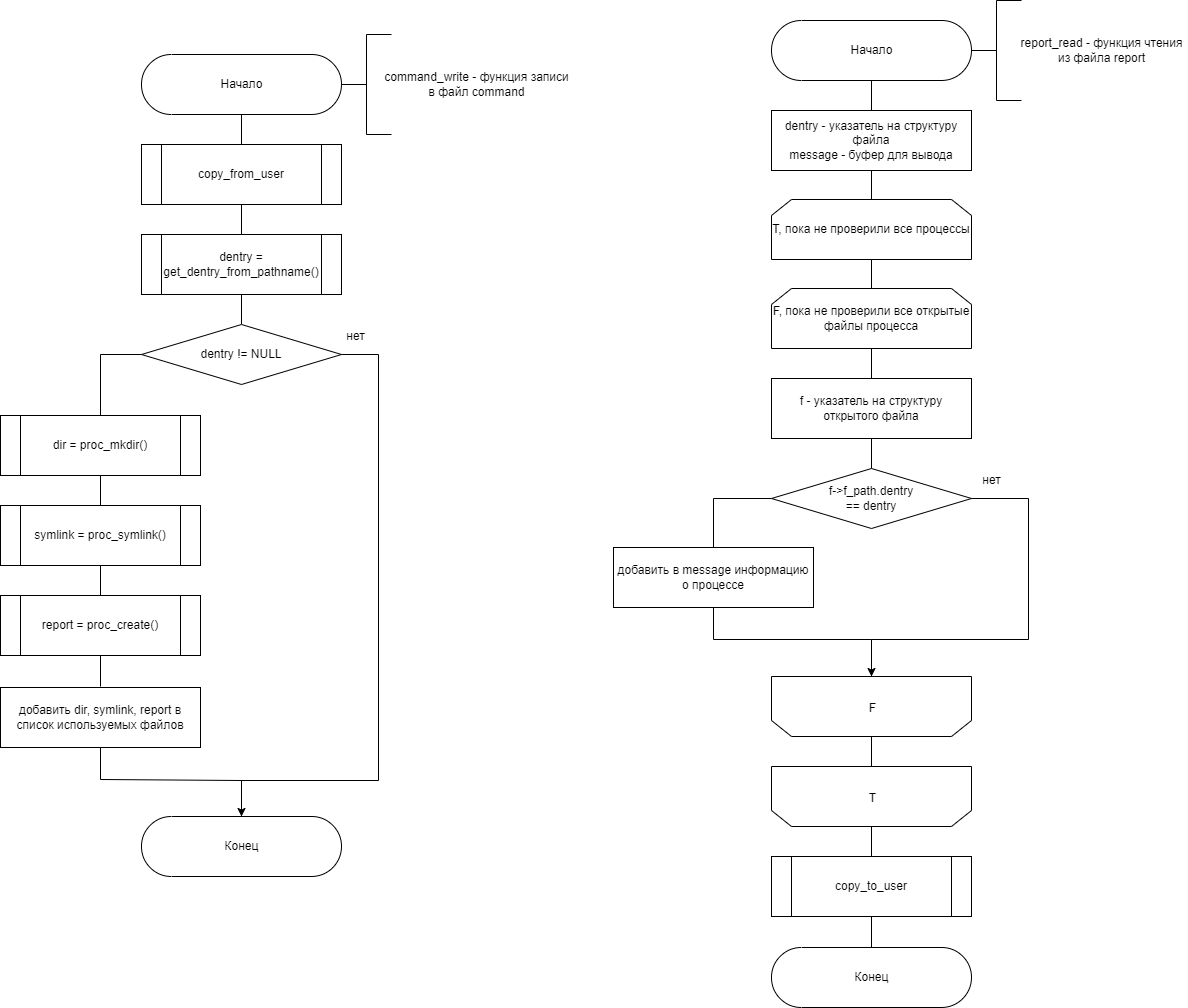 Начало
command_write - функция записи
в файл command
copy_from_user
dentry =
get_dentry_from_pathname()
dentry != NULL
нет
dir = proc_mkdir()
symlink = proc_symlink()
report = proc_create()
добавить dir, symlink, report в
список используемых файлов
Конец
Начало
report_read - функция чтения
из файла report
dentry - указатель на структуру
файла
message - буфер для вывода
T, пока не проверили все процессы
F, пока не проверили все открытые
файлы процесса
f - указатель на структуру
открытого файла
f->f_path.dentry
== dentry
нет
добавить в message информацию
о процессе
F
T
copy_to_user
Конец